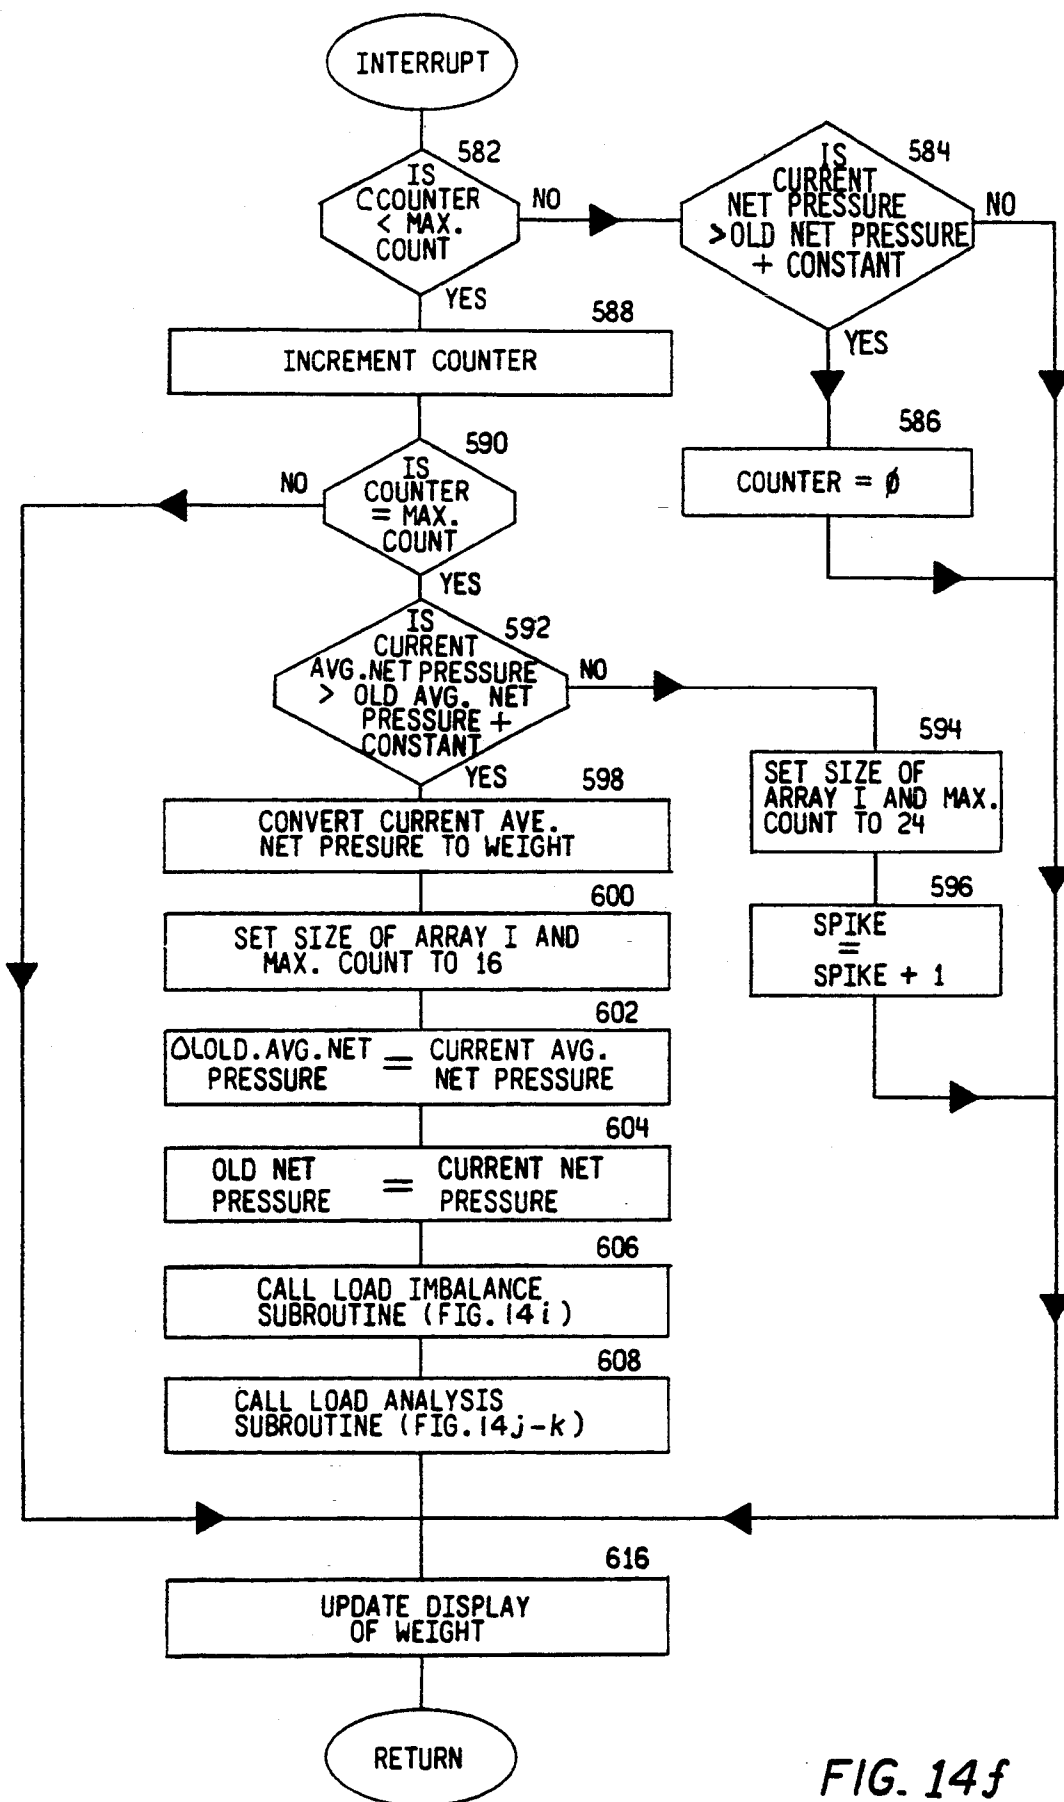 INTERRUPT
582
IS
CCOUNTER
< MAX.
COUNT
NO
YES
584
IS
CURRENT
NET PRESSURE
>OLD NET PRESSURE
+ CONSTANT
NO
YES
588
INCREMENT COUNTER
586
COUNTER = ∅
590
IS
COUNTER
= MAX.
COUNT
NO
YES
592
IS
CURRENT
AVG.NET PRESSURE
> OLD AVG. NET
PRESSURE +
CONSTANT
NO
YES
594
SET SIZE OF
ARRAY I AND MAX.
COUNT TO 24
596
SPIKE
=
SPIKE + 1
598
CONVERT CURRENT AVE.
NET PRESURE TO WEIGHT
600
SET SIZE OF ARRAY I AND
MAX. COUNT TO 16
602
OLOLD.AVG.NET = CURRENT AVG.
PRESSURE NET PRESSURE
604
OLD NET = CURRENT NET
PRESSURE PRESSURE
606
CALL LOAD IMBALANCE
SUBROUTINE (FIG. 14i)
608
CALL LOAD ANALYSIS
SUBROUTINE (FIG. 14j-k)
616
UPDATE DISPLAY
OF WEIGHT
RETURN
FIG. 14f